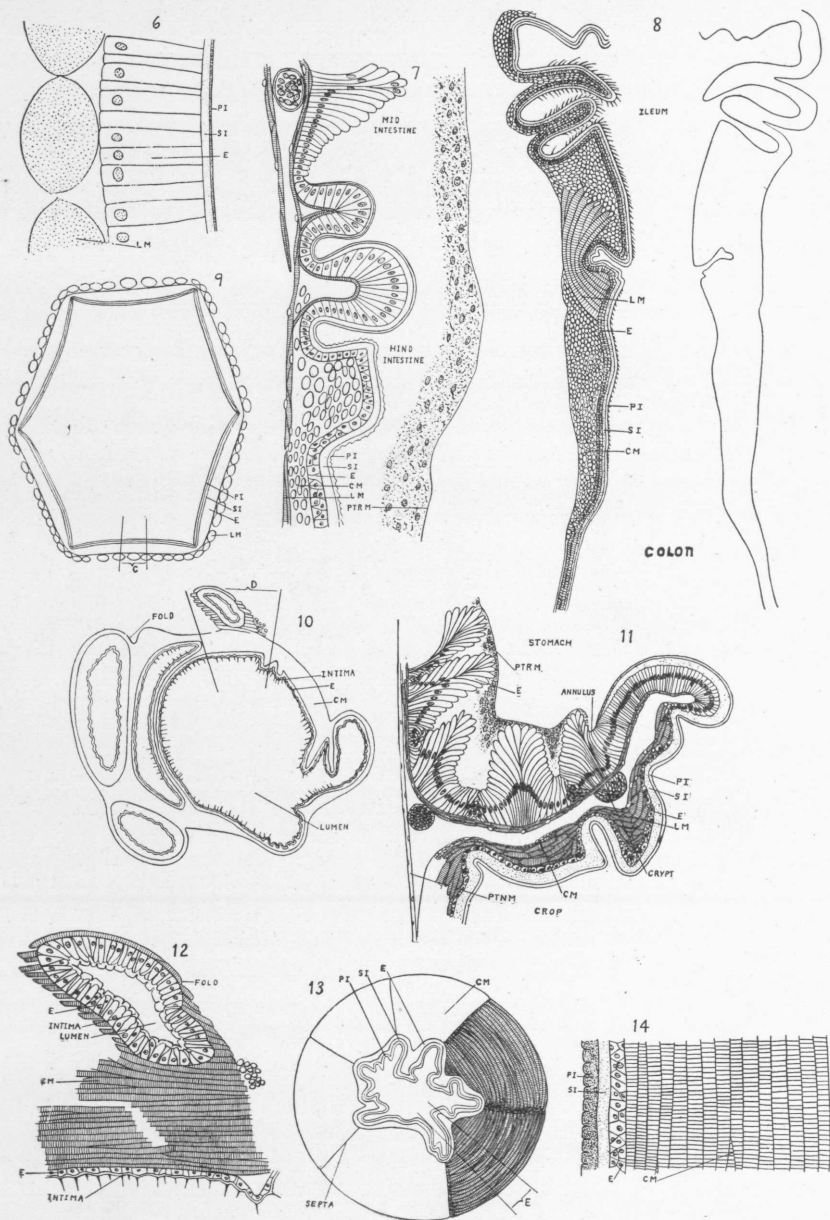 6
PI
SI
E
LM
7
MID
INTESTINE
HIND
INTESTINE
PI
SI
E
CM
LM
PTRM
8
ILEUM
LM
E
PI
SI
CM
COLON
9
PI
SI
E
LM
C
10
D
FOLD
INTIMA
E
CM
LUMEN
11
STOMACH
PTRM
E
ANNULUS
PI
SI
E
LM
CRYPT
CM
PTNM
CROP
12
FOLD
E
INTIMA
LUMEN
CM
E
INTIMA
13
PI
SI
E
CM
SEPTA
E
14
PI
SI
E
CM